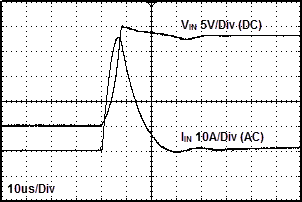 VIN 5V/Div (DC)
IIN 10A/Div (AC)
10us/Div